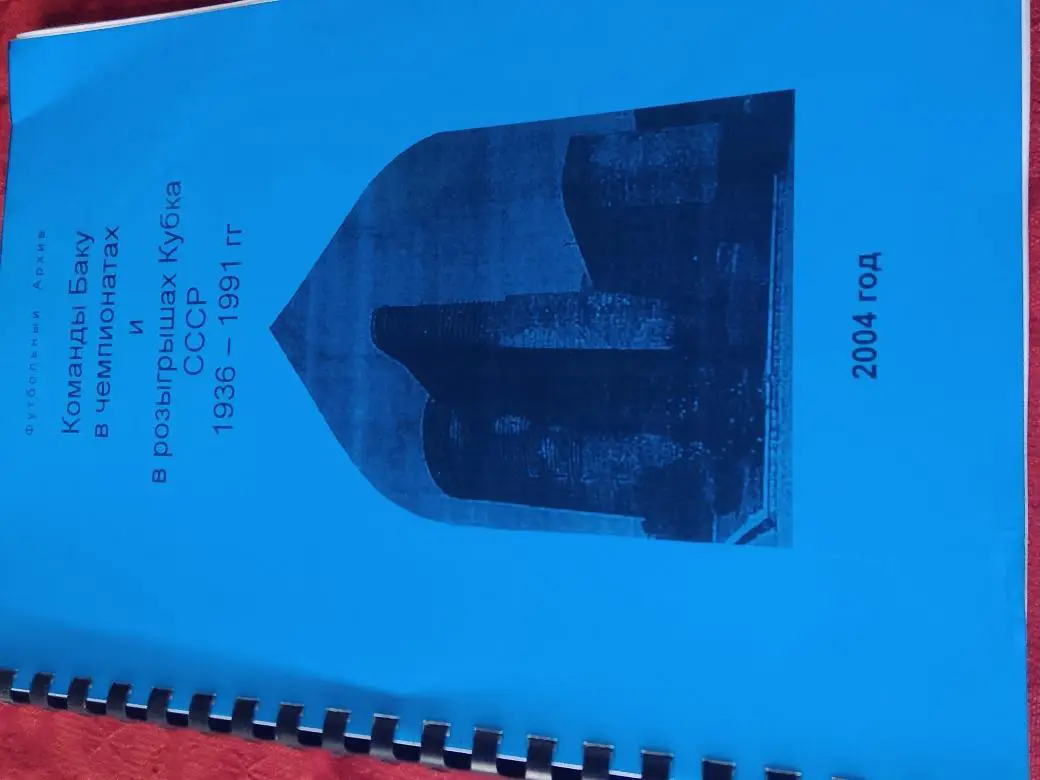 Футбольный Архив
Команды Баку
в чемпионатах
и
в розыгрышах Кубка
СССР
1936 – 1991 гг
2004 год